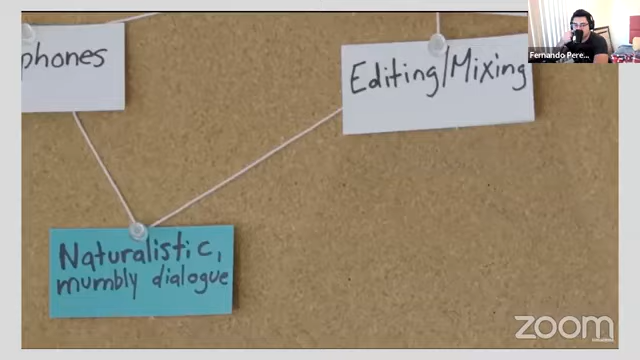 phones
Editing/Mixing
Naturalistic,
mumbly dialogue
Fernando Pere...
zoom